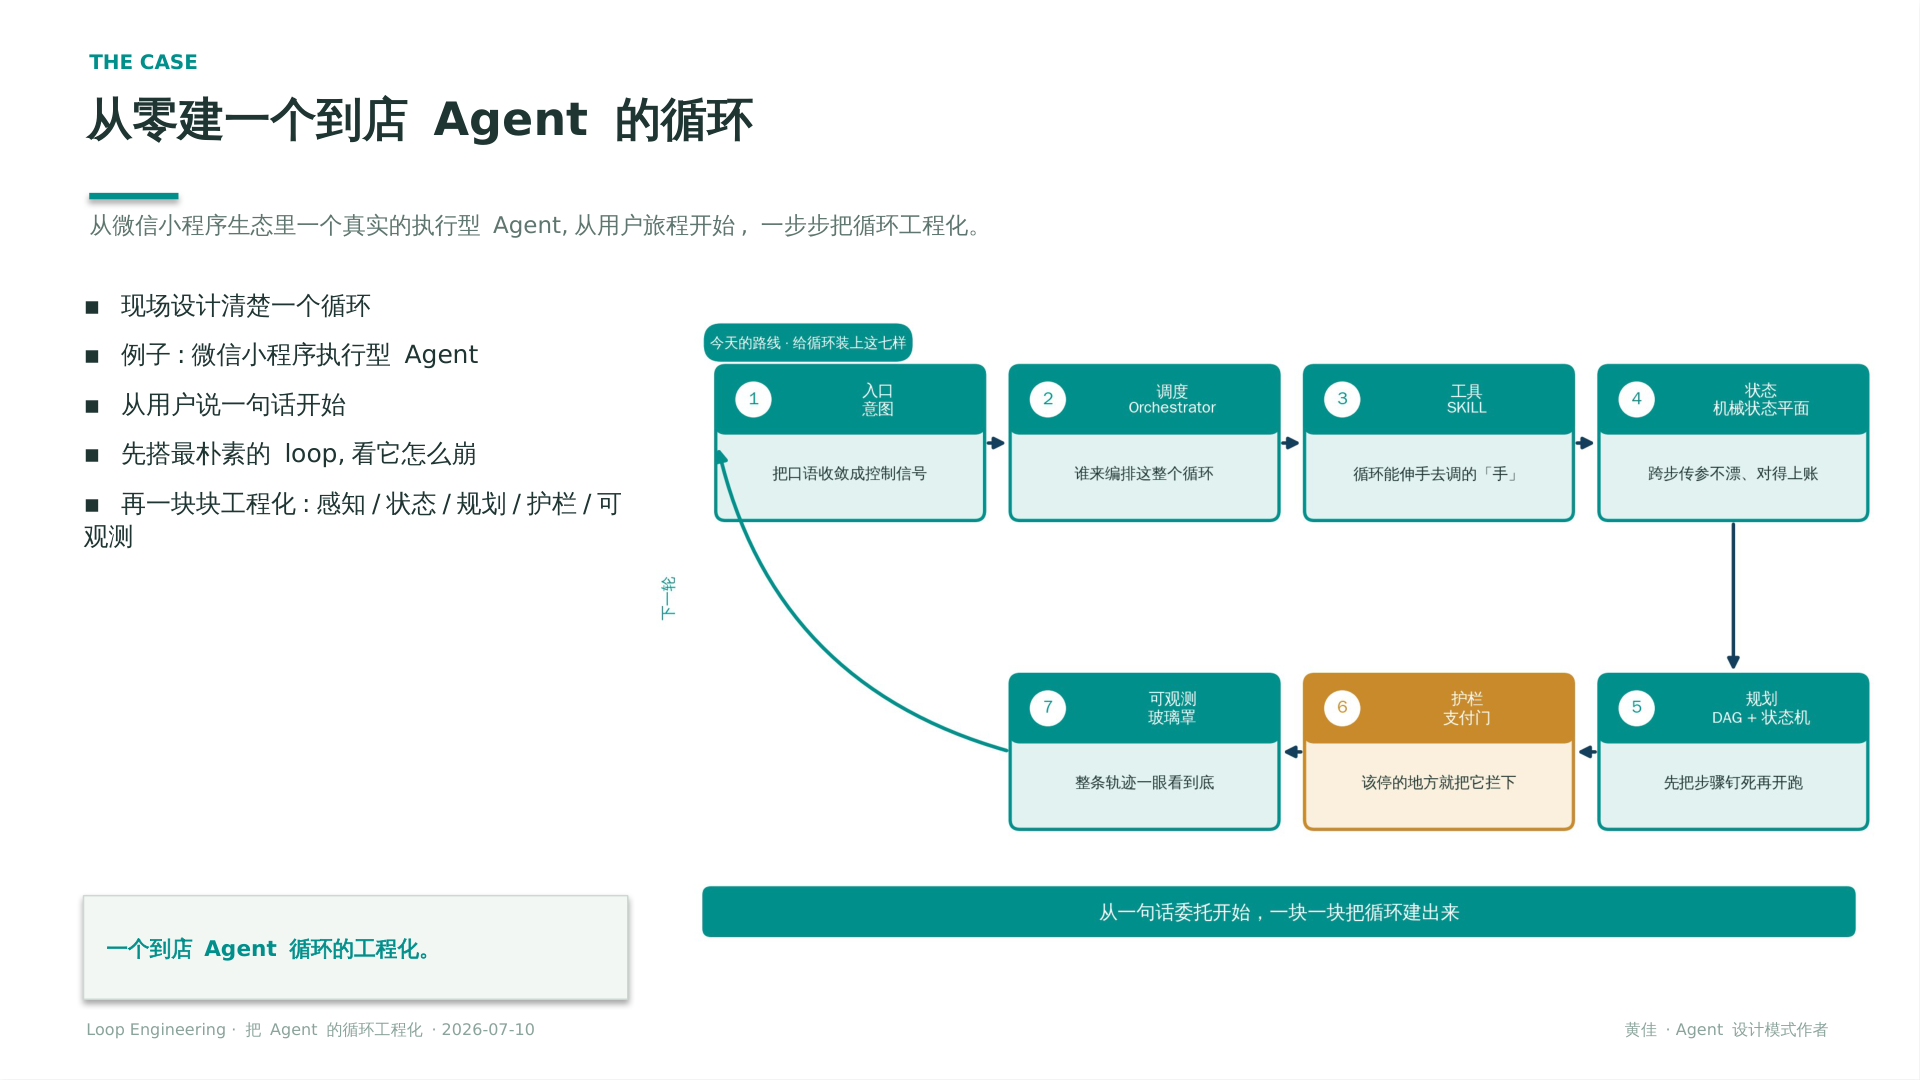 THE CASE
从零建一个到店 Agent 的循环
从微信小程序生态里一个真实的执行型 Agent, 从用户旅程开始, 一步步把循环工程化。
■ 现场设计清楚一个循环
■ 例子 : 微信小程序执行型 Agent
■ 从用户说一句话开始
■ 先搭最朴素的 loop, 看它怎么崩
■ 再一块块工程化 : 感知 / 状态 / 规划 / 护栏 / 可
观测
一个到店 Agent 循环的工程化。
今天的路线 · 给循环装上这七样
1
入口
意图
把口语收敛成控制信号
2
调度
Orchestrator
谁来编排这整个循环
3
工具
SKILL
循环能伸手去调的「手」
4
状态
机械状态平面
跨步传参不漂、对得上账
5
规划
DAG + 状态机
先把步骤钉死再开跑
6
护栏
支付门
该停的地方就把它拦下
7
可观测
玻璃罩
整条轨迹一眼看到底
下一轮
从一句话委托开始，一块一块把循环建出来
Loop Engineering · 把 Agent 的循环工程化 · 2026-07-10
黄佳 · Agent 设计模式作者